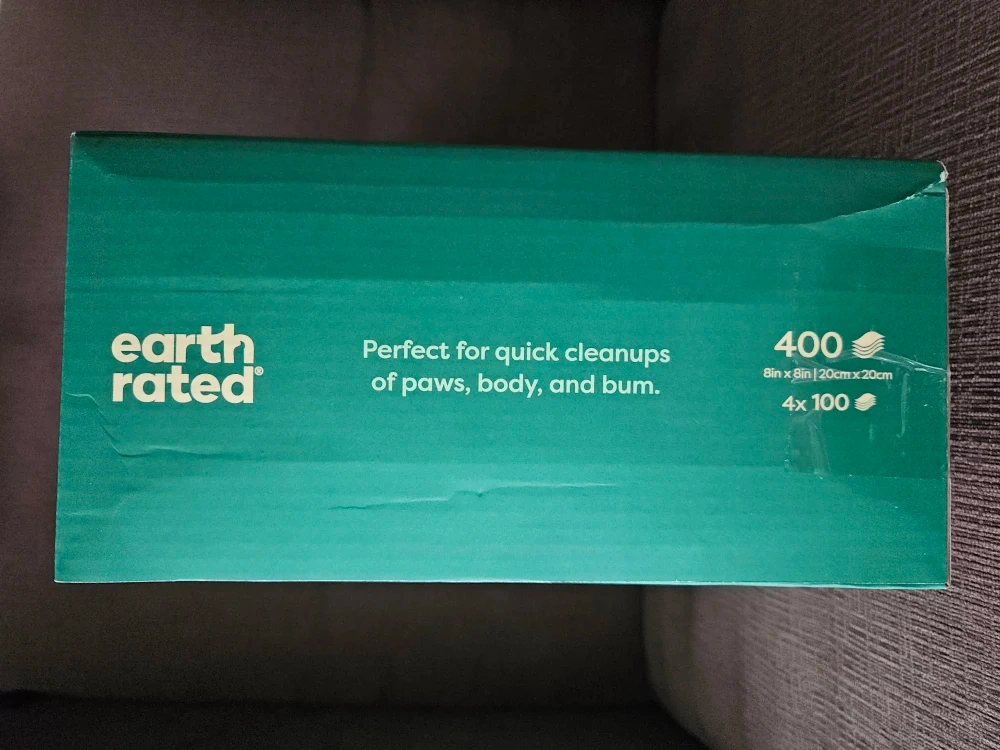 earth
rated®
Perfect for quick cleanups
of paws, body, and bum.
400
8in x 8in | 20cm x 20cm
4x 100